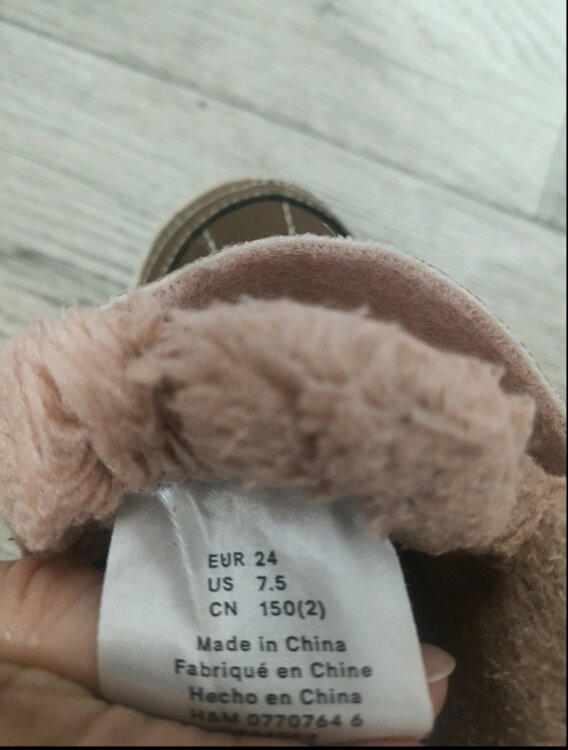 EUR 24
US 7.5
CN 150(2)
Made in China
Fabriqué en Chine
Hecho en China
H&M 0770764 6